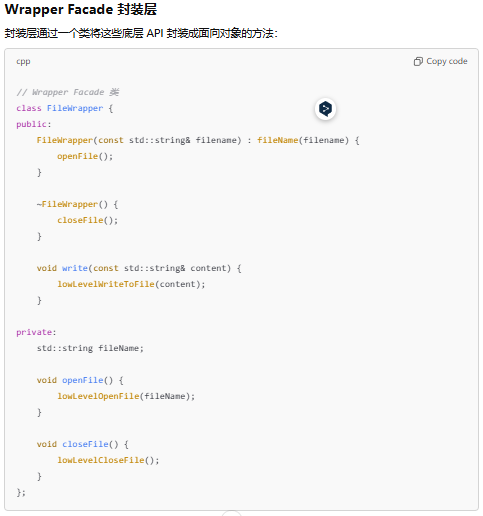 Wrapper Facade 封装层
封装层通过一个类将这些底层 API 封装成面向对象的方法：
cpp
Copy code
// Wrapper Facade 类
class FileWrapper {
public:
    FileWrapper(const std::string& filename) : fileName(filename) {
        openFile();
    }

    ~FileWrapper() {
        closeFile();
    }

    void write(const std::string& content) {
        lowLevelWriteToFile(content);
    }

private:
    std::string fileName;

    void openFile() {
        lowLevelOpenFile(fileName);
    }

    void closeFile() {
        lowLevelCloseFile();
    }
};